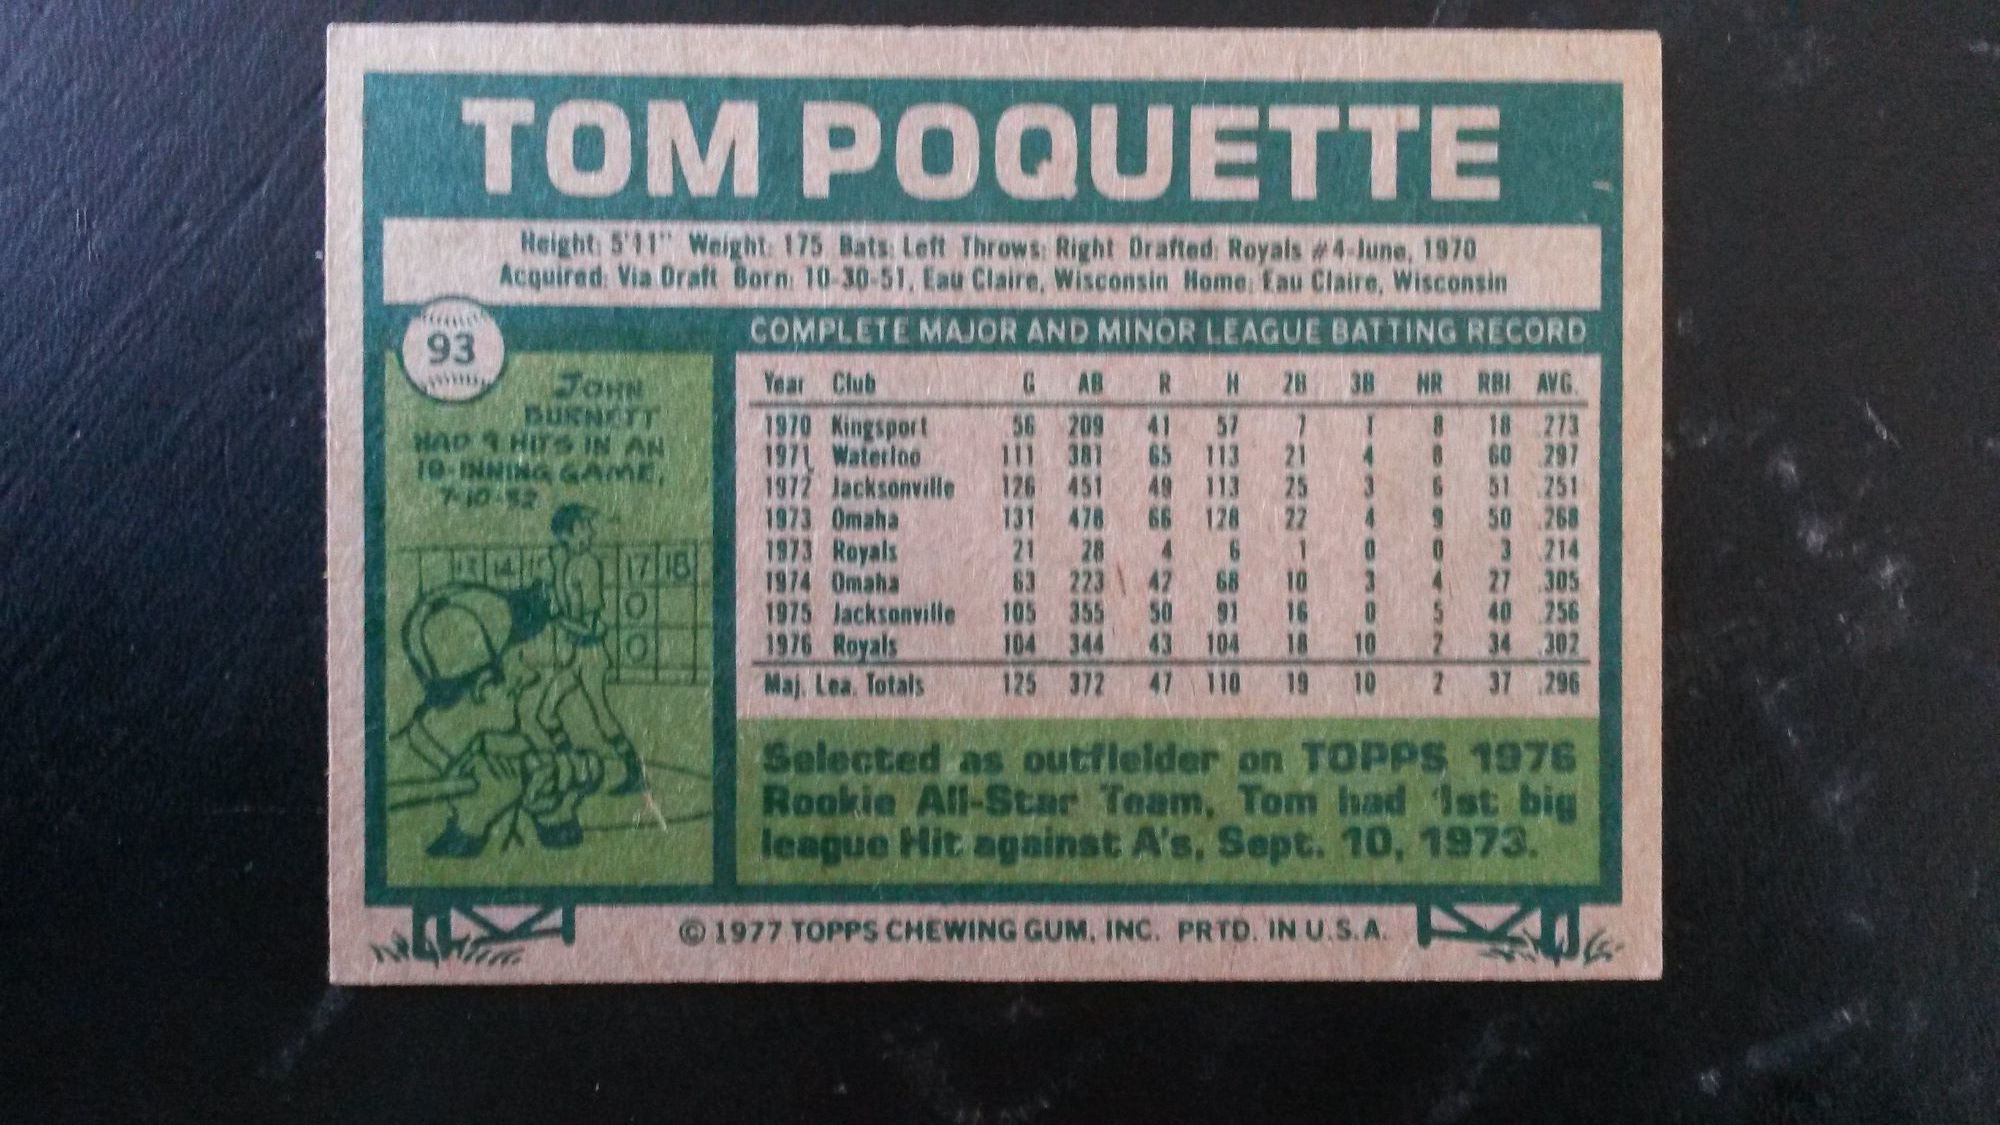 TOM POQUETTE
Height: 5'11" Weight: 175 Bats: Left Throws: Right Drafted: Royals #4-June, 1970
Acquired: Via Draft Born: 10-30-51, Eau Claire, Wisconsin Home: Eau Claire, Wisconsin
93
JOHN
BURNETT
HAD 9 HITS IN AN
18-INNING GAME,
7-10-32
13 14 15 17 18
0
0
COMPLETE MAJOR AND MINOR LEAGUE BATTING RECORD
Year Club G AB R H 2B 3B HR RBI AVG.
1970 Kingsport 56 209 41 57 7 1 8 18 .273
1971 Waterloo 111 381 65 113 21 4 8 60 .297
1972 Jacksonville 126 451 49 113 25 3 6 51 .251
1973 Omaha 131 478 66 128 22 4 9 50 .268
1973 Royals 21 28 4 6 1 0 0 3 .214
1974 Omaha 63 223 42 68 10 3 4 27 .305
1975 Jacksonville 105 355 50 91 16 0 5 40 .256
1976 Royals 104 344 43 104 18 10 2 34 .302
Maj. Lea. Totals 125 372 47 110 19 10 2 37 .296
Selected as outfielder on TOPPS 1976
Rookie All-Star Team, Tom had 1st big
league Hit against A's, Sept. 10, 1973.
© 1977 TOPPS CHEWING GUM, INC. PRTD. IN U.S.A.